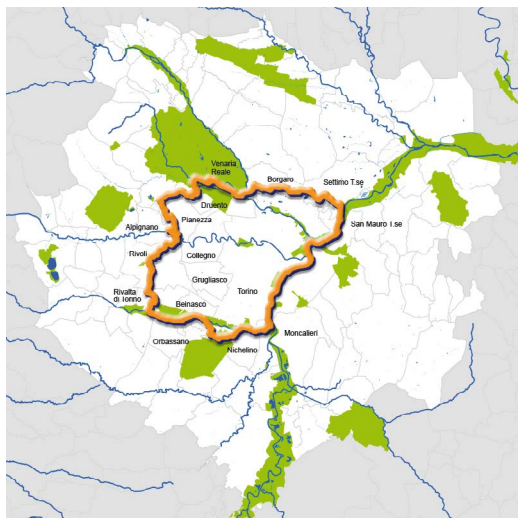 Venaria
Reale
Borgaro
Settimo T.se
Druento
Pianezza
San Mauro T.se
Alpignano
Rivoli
Collegno
Grugliasco
Rivalta
di Torino
Torino
Beinasco
Moncalieri
Orbassano
Nichelino